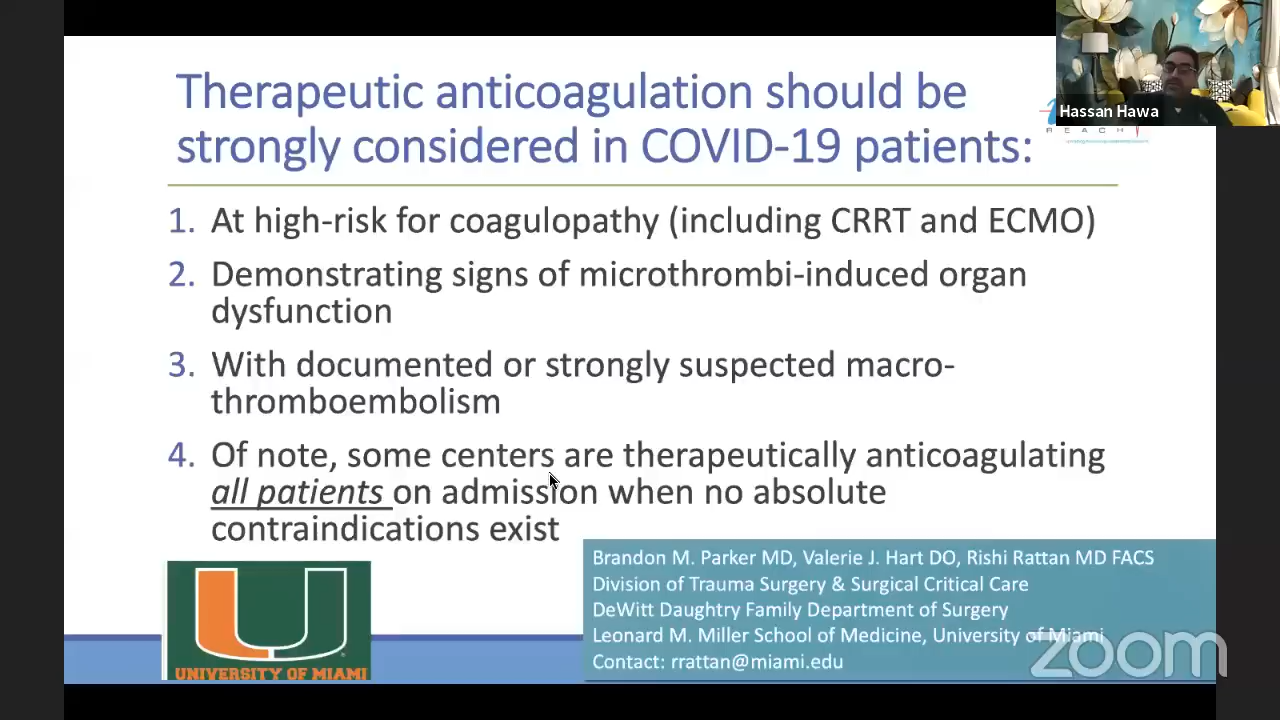 Therapeutic anticoagulation should be
strongly considered in COVID-19 patients:
Hassan Hawa
REACH
1. At high-risk for coagulopathy (including CRRT and ECMO)
2. Demonstrating signs of microthrombi-induced organ
dysfunction
3. With documented or strongly suspected macro-
thromboembolism
4. Of note, some centers are therapeutically anticoagulating
all patients on admission when no absolute
contraindications exist
Brandon M. Parker MD, Valerie J. Hart DO, Rishi Rattan MD FACS
Division of Trauma Surgery & Surgical Critical Care
DeWitt Daughtry Family Department of Surgery
Leonard M. Miller School of Medicine, University of Miami
Contact: rrattan@miami.edu
UNIVERSITY OF MIAMI
zoom